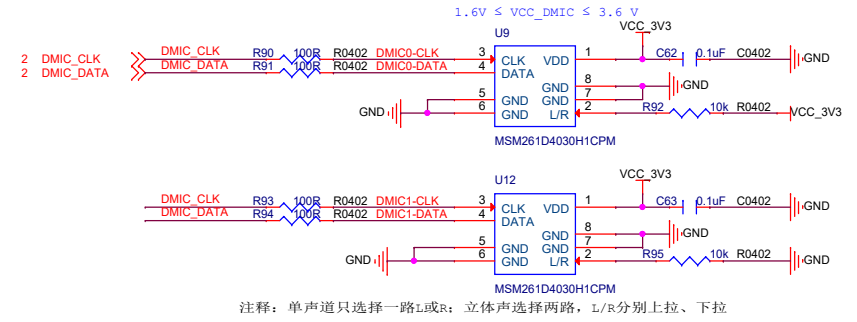 1.6V ≤ VCC_DMIC ≤ 3.6 V
U9
VCC_3V3
2 DMIC_CLK DMIC_CLK R90 100R R0402 DMIC0-CLK 3 CLK VDD 1 C62 0.1uF C0402 GND
2 DMIC_DATA DMIC_DATA R91 100R R0402 DMIC0-DATA 4 DATA
GND 8 GND
5 GND GND 7
GND 6 GND L/R 2 R92 10k R0402 VCC_3V3
MSM261D4030H1CPM
U12
VCC_3V3
DMIC_CLK R93 100R R0402 DMIC1-CLK 3 CLK VDD 1 C63 0.1uF C0402 GND
DMIC_DATA R94 100R R0402 DMIC1-DATA 4 DATA
GND 8 GND
5 GND GND 7
GND 6 GND L/R 2 R95 10k R0402 GND
MSM261D4030H1CPM
注释：单声道只选择一路L或R；立体声选择两路，L/R分别上拉、下拉